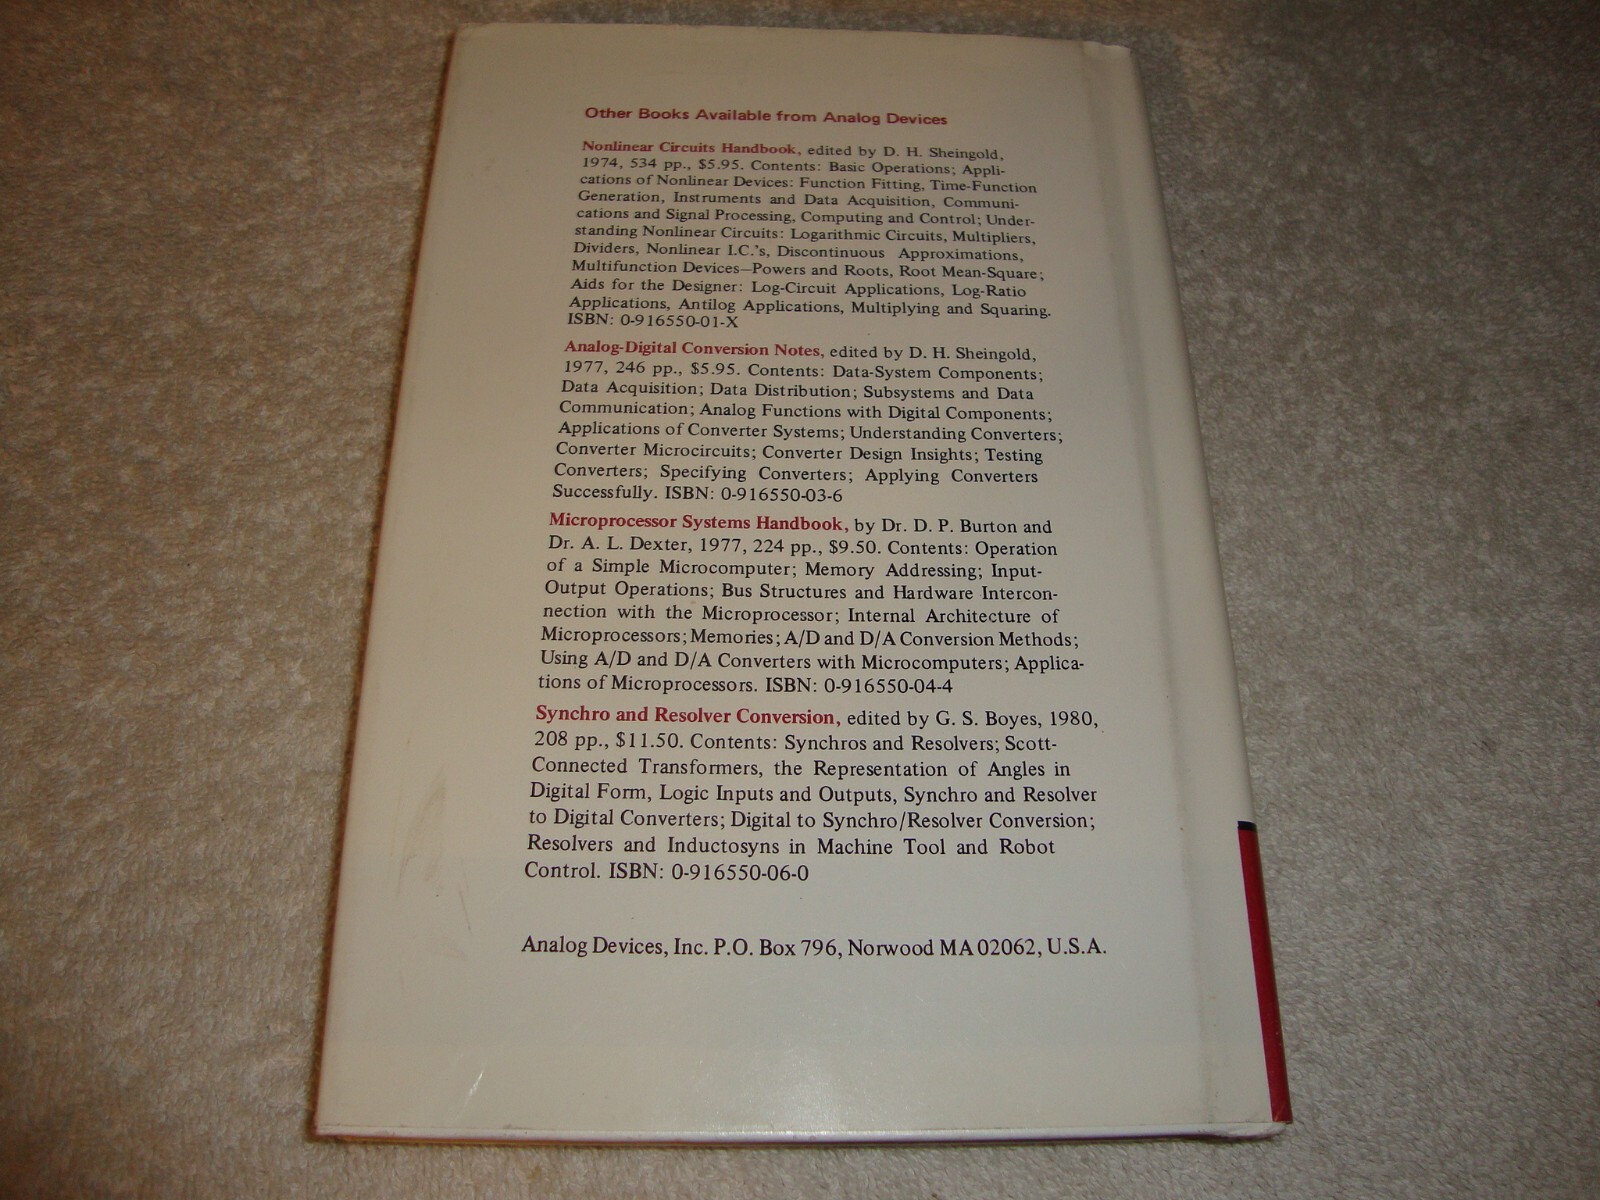 Other Books Available from Analog Devices
Nonlinear Circuits Handbook, edited by D. H. Sheingold,
1974, 534 pp., $5.95. Contents: Basic Operations; Appli-
cations of Nonlinear Devices: Function Fitting, Time-Function
Generation, Instruments and Data Acquisition, Communi-
cations and Signal Processing, Computing and Control; Under-
standing Nonlinear Circuits: Logarithmic Circuits, Multipliers,
Dividers, Nonlinear I.C.'s, Discontinuous Approximations,
Multifunction Devices—Powers and Roots, Root Mean-Square;
Aids for the Designer: Log-Circuit Applications, Log-Ratio
Applications, Antilog Applications, Multiplying and Squaring.
ISBN: 0-916550-01-X
Analog-Digital Conversion Notes, edited by D. H. Sheingold,
1977, 246 pp., $5.95. Contents: Data-System Components;
Data Acquisition; Data Distribution; Subsystems and Data
Communication; Analog Functions with Digital Components;
Applications of Converter Systems; Understanding Converters;
Converter Microcircuits; Converter Design Insights; Testing
Converters; Specifying Converters; Applying Converters
Successfully. ISBN: 0-916550-03-6
Microprocessor Systems Handbook, by Dr. D. P. Burton and
Dr. A. L. Dexter, 1977, 224 pp., $9.50. Contents: Operation
of a Simple Microcomputer; Memory Addressing; Input-
Output Operations; Bus Structures and Hardware Intercon-
nection with the Microprocessor; Internal Architecture of
Microprocessors; Memories; A/D and D/A Conversion Methods;
Using A/D and D/A Converters with Microcomputers; Applica-
tions of Microprocessors. ISBN: 0-916550-04-4
Synchro and Resolver Conversion, edited by G. S. Boyes, 1980,
208 pp., $11.50. Contents: Synchros and Resolvers; Scott-
Connected Transformers, the Representation of Angles in
Digital Form, Logic Inputs and Outputs, Synchro and Resolver
to Digital Converters; Digital to Synchro/Resolver Conversion;
Resolvers and Inductosyns in Machine Tool and Robot
Control. ISBN: 0-916550-06-0
Analog Devices, Inc. P.O. Box 796, Norwood MA 02062, U.S.A.